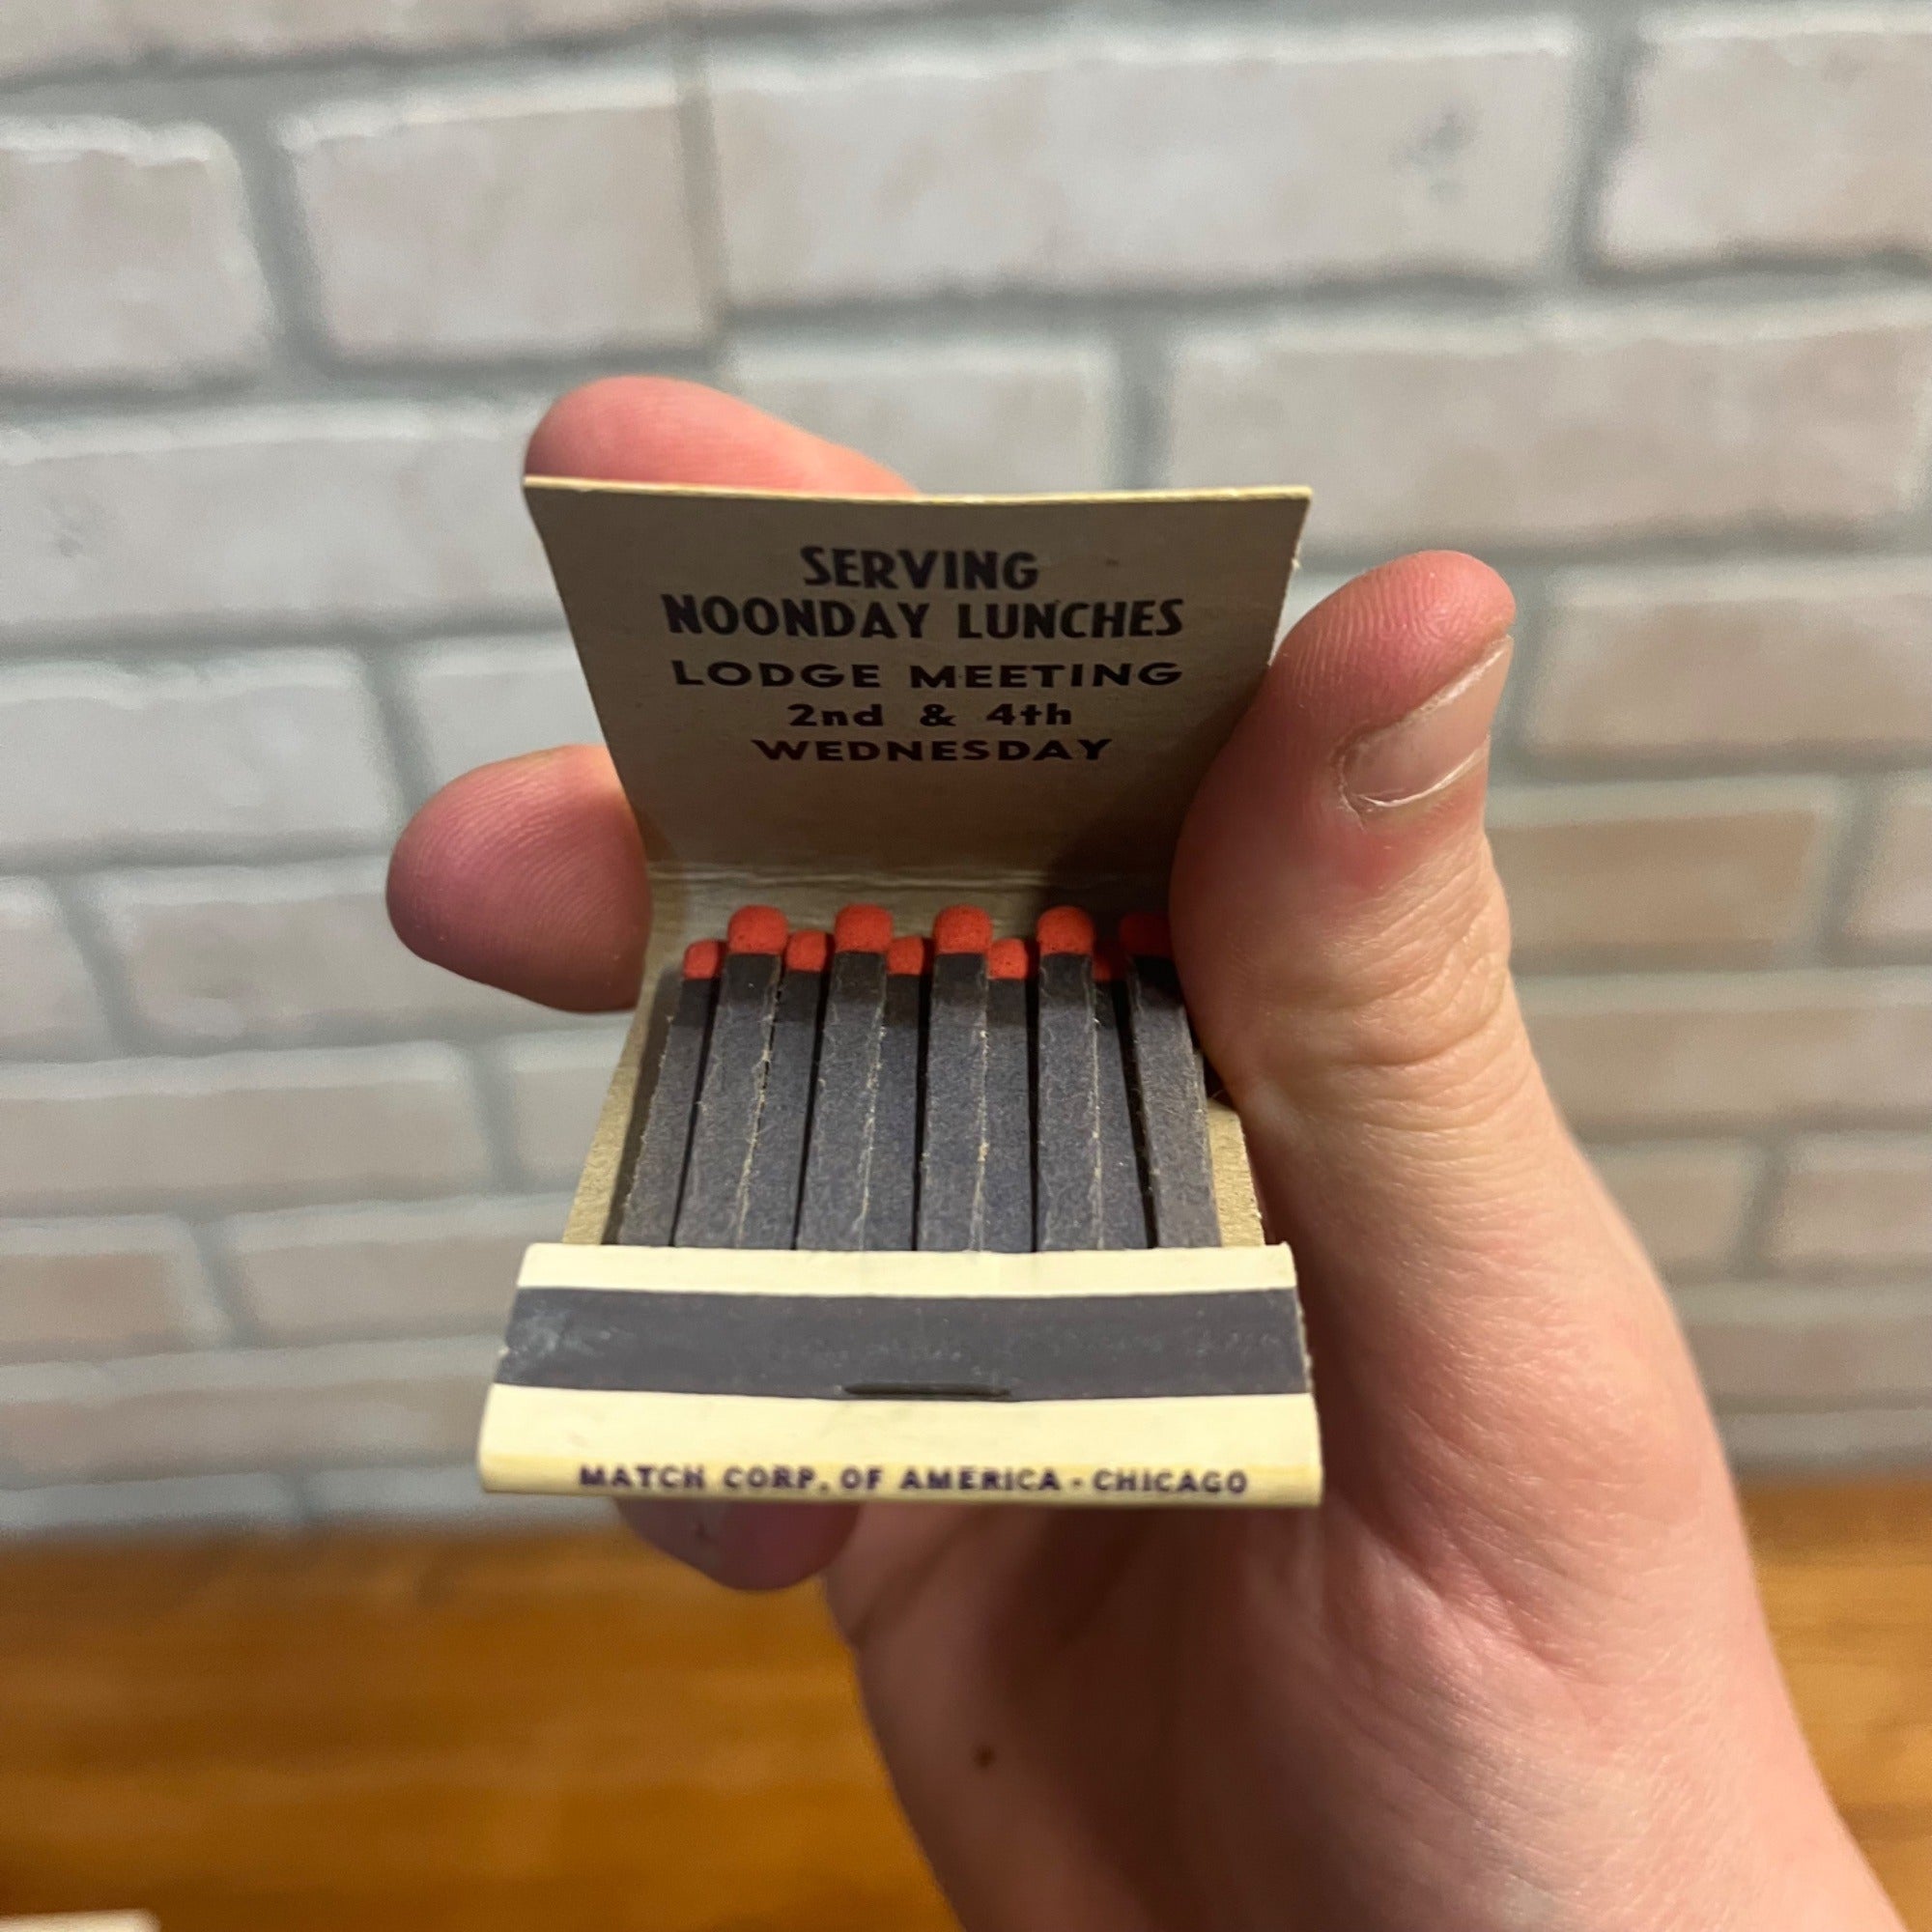 SERVING
NOONDAY LUNCHES
LODGE MEETING
2nd & 4th
WEDNESDAY
MATCH CORP. OF AMERICA - CHICAGO